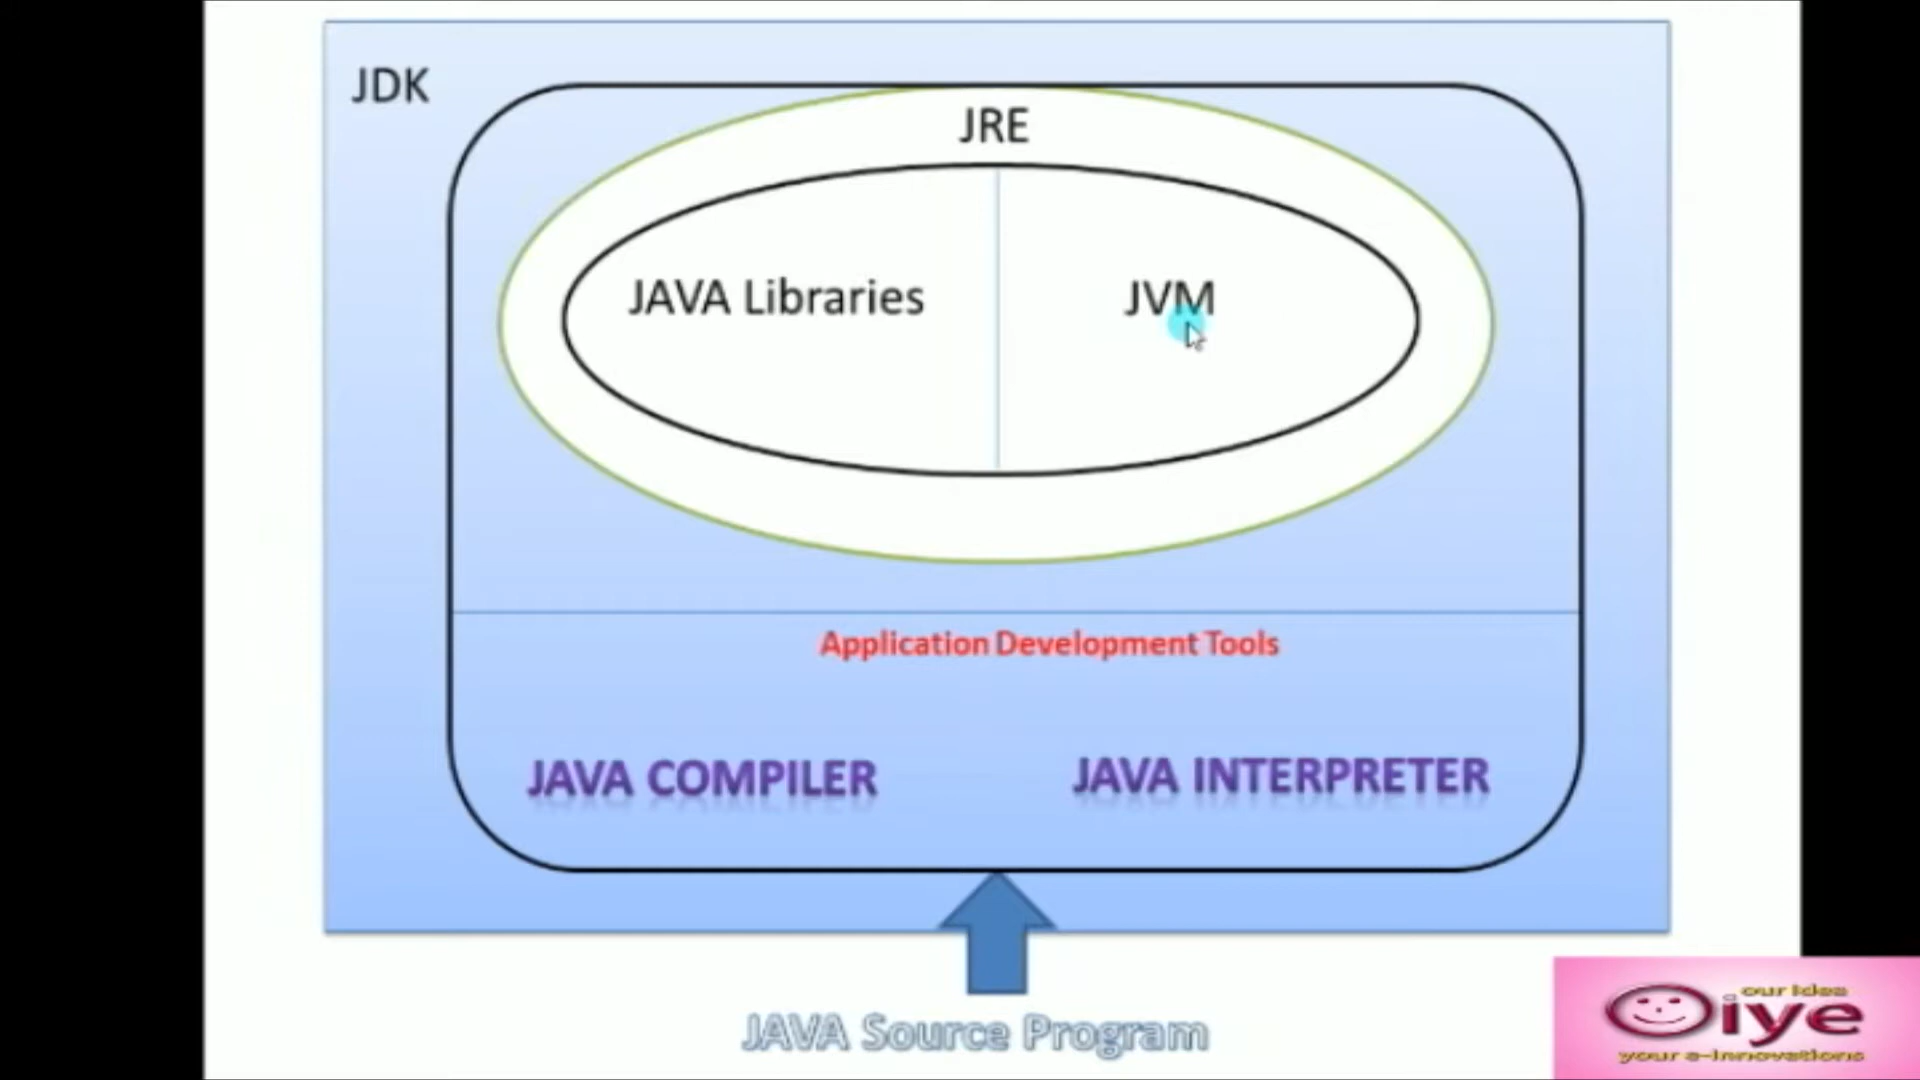 JDK
JRE
JAVA Libraries
JVM
Application Development Tools
JAVA COMPILER
JAVA INTERPRETER
JAVA Source Program
our idea
Oiye
your e-innovations